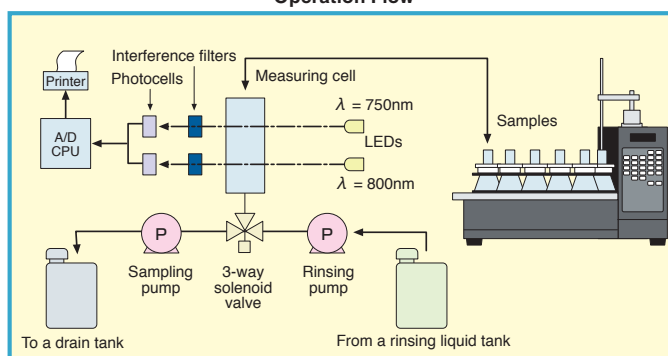 Operation Flow
Interference filters
Printer
Photocells
Measuring cell
λ = 750nm
Samples
A/D
CPU
LEDs
λ = 800nm
P
P
Sampling
pump
3-way
solenoid
valve
Rinsing
pump
To a drain tank
From a rinsing liquid tank